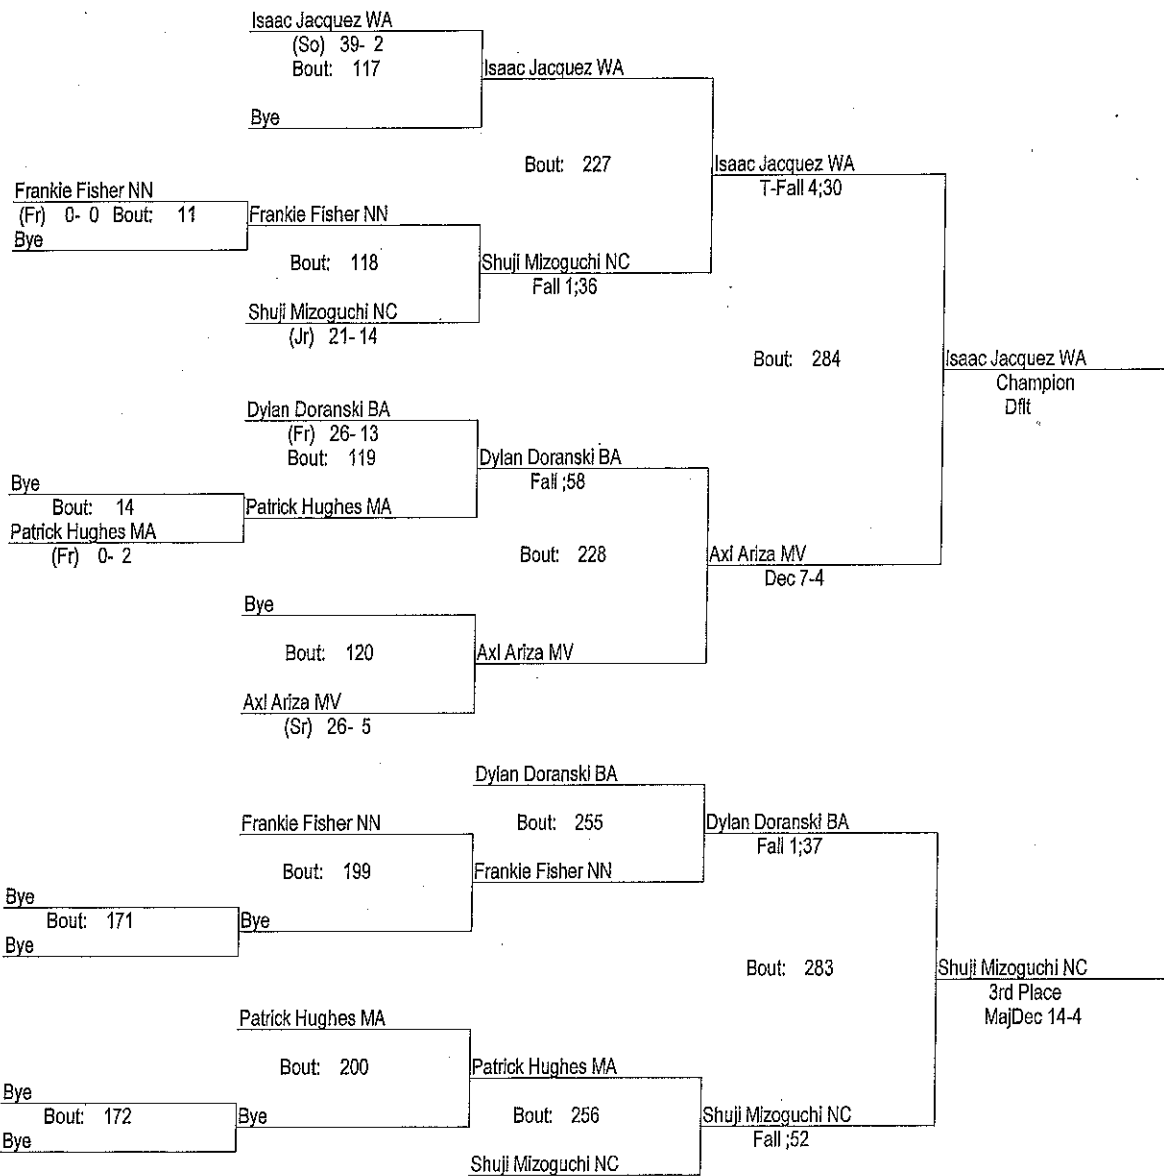 Isaac Jacquez WA
(So) 39- 2
Bout: 117
Isaac Jacquez WA
Bye
Bout: 227
Isaac Jacquez WA
T-Fall 4;30
Frankie Fisher NN
(Fr) 0- 0 Bout: 11
Bye
Frankie Fisher NN
Bout: 118
Shuji Mizoguchi NC
Fall 1;36
Shuji Mizoguchi NC
(Jr) 21- 14
Bout: 284
Isaac Jacquez WA
Champion
Dflt
Dylan Doranski BA
(Fr) 26- 13
Bout: 119
Dylan Doranski BA
Fall ;58
Bye
Bout: 14
Patrick Hughes MA
Patrick Hughes MA
(Fr) 0- 2
Bout: 228
Axl Ariza MV
Dec 7-4
Bye
Bout: 120
Axl Ariza MV
Axl Ariza MV
(Sr) 26- 5
Dylan Doranski BA
Bout: 255
Dylan Doranski BA
Fall 1;37
Frankie Fisher NN
Bout: 199
Frankie Fisher NN
Bye
Bout: 171
Bye
Bye
Bout: 283
Shuji Mizoguchi NC
3rd Place
MajDec 14-4
Patrick Hughes MA
Bout: 200
Patrick Hughes MA
Bye
Bout: 172
Bye
Bye
Bout: 256
Shuji Mizoguchi NC
Fall ;52
Shuji Mizoguchi NC